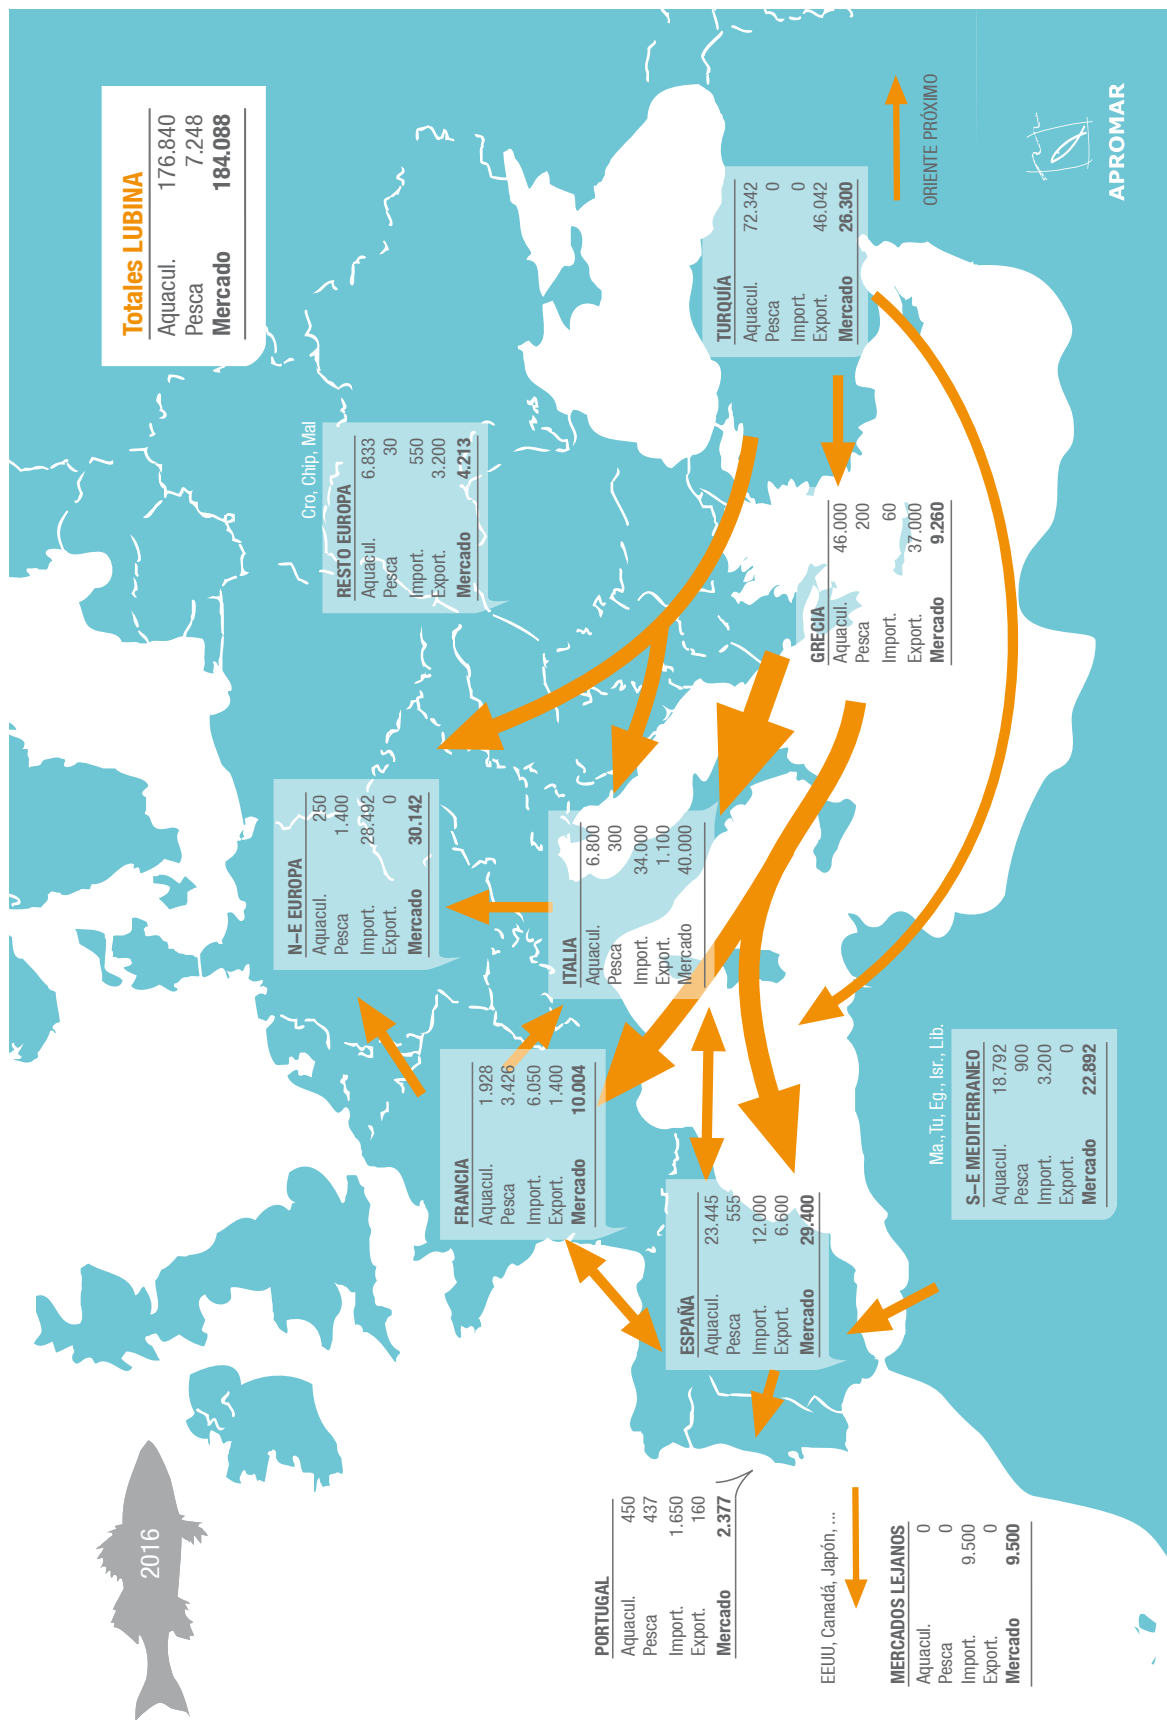 2016
Totales LUBINA
Aquacul. 176.840
Pesca 7.248
Mercado 184.088
N-E EUROPA
Aquacul. 250
Pesca 1.400
Import. 28.492
Export. 0
Mercado 30.142
Cro, Chip, Mal
RESTO EUROPA
Aquacul. 6.833
Pesca 30
Import. 550
Export. 3.200
Mercado 4.213
FRANCIA
Aquacul. 1.928
Pesca 3.426
Import. 6.050
Export. 1.400
Mercado 10.004
ITALIA
Aquacul. 6.800
Pesca 300
Import. 34.000
Export. 1.100
Mercado 40.000
PORTUGAL
Aquacul. 450
Pesca 437
Import. 1.650
Export. 160
Mercado 2.377
ESPAÑA
Aquacul. 23.445
Pesca 555
Import. 12.000
Export. 6.600
Mercado 29.400
TURQUÍA
Aquacul. 72.342
Pesca 0
Import. 0
Export. 46.042
Mercado 26.300
GRECIA
Aquacul. 46.000
Pesca 200
Import. 60
Export. 37.000
Mercado 9.260
EEUU, Canadá, Japón, ...
MERCADOS LEJANOS
Aquacul. 0
Pesca 0
Import. 9.500
Export. 0
Mercado 9.500
Ma.,Tu, Eg., Isr., Lib.
S-E MEDITERRANEO
Aquacul. 18.792
Pesca 900
Import. 3.200
Export. 0
Mercado 22.892
ORIENTE PRÓXIMO
APROMAR